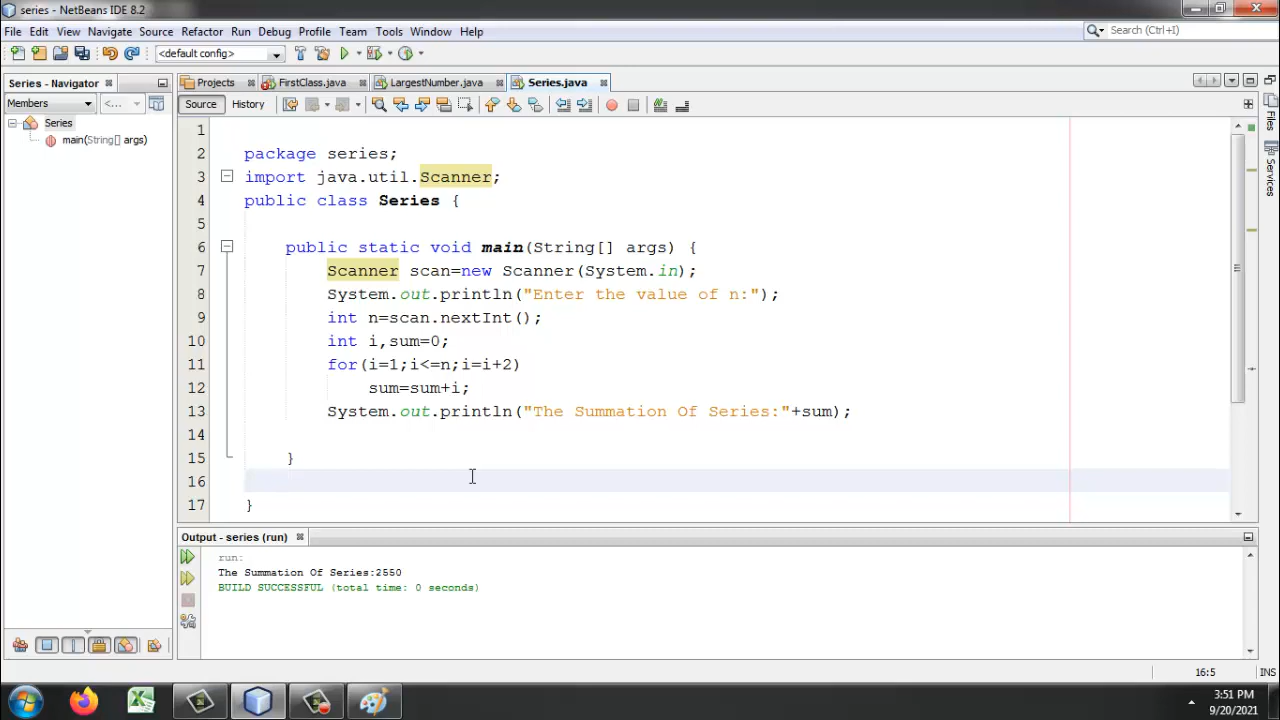 series - NetBeans IDE 8.2
File Edit View Navigate Source Refactor Run Debug Profile Team Tools Window Help
Search (Ctrl+I)
<default config>
Series - Navigator
Projects FirstClass.java LargestNumber.java Series.java
Members <...>
Source History
Series
main(String[] args)
1
2 package series;
3 import java.util.Scanner;
4 public class Series {
5
6 public static void main(String[] args) {
7 Scanner scan=new Scanner(System.in);
8 System.out.println("Enter the value of n:");
9 int n=scan.nextInt();
10 int i,sum=0;
11 for(i=1;i<=n;i=i+2)
12 sum=sum+i;
13 System.out.println("The Summation Of Series:"+sum);
14
15 }
16
17 }
Files
Services
Output - series (run)
run:
The Summation Of Series:2550
BUILD SUCCESSFUL (total time: 0 seconds)
16:5 INS
3:51 PM
9/20/2021